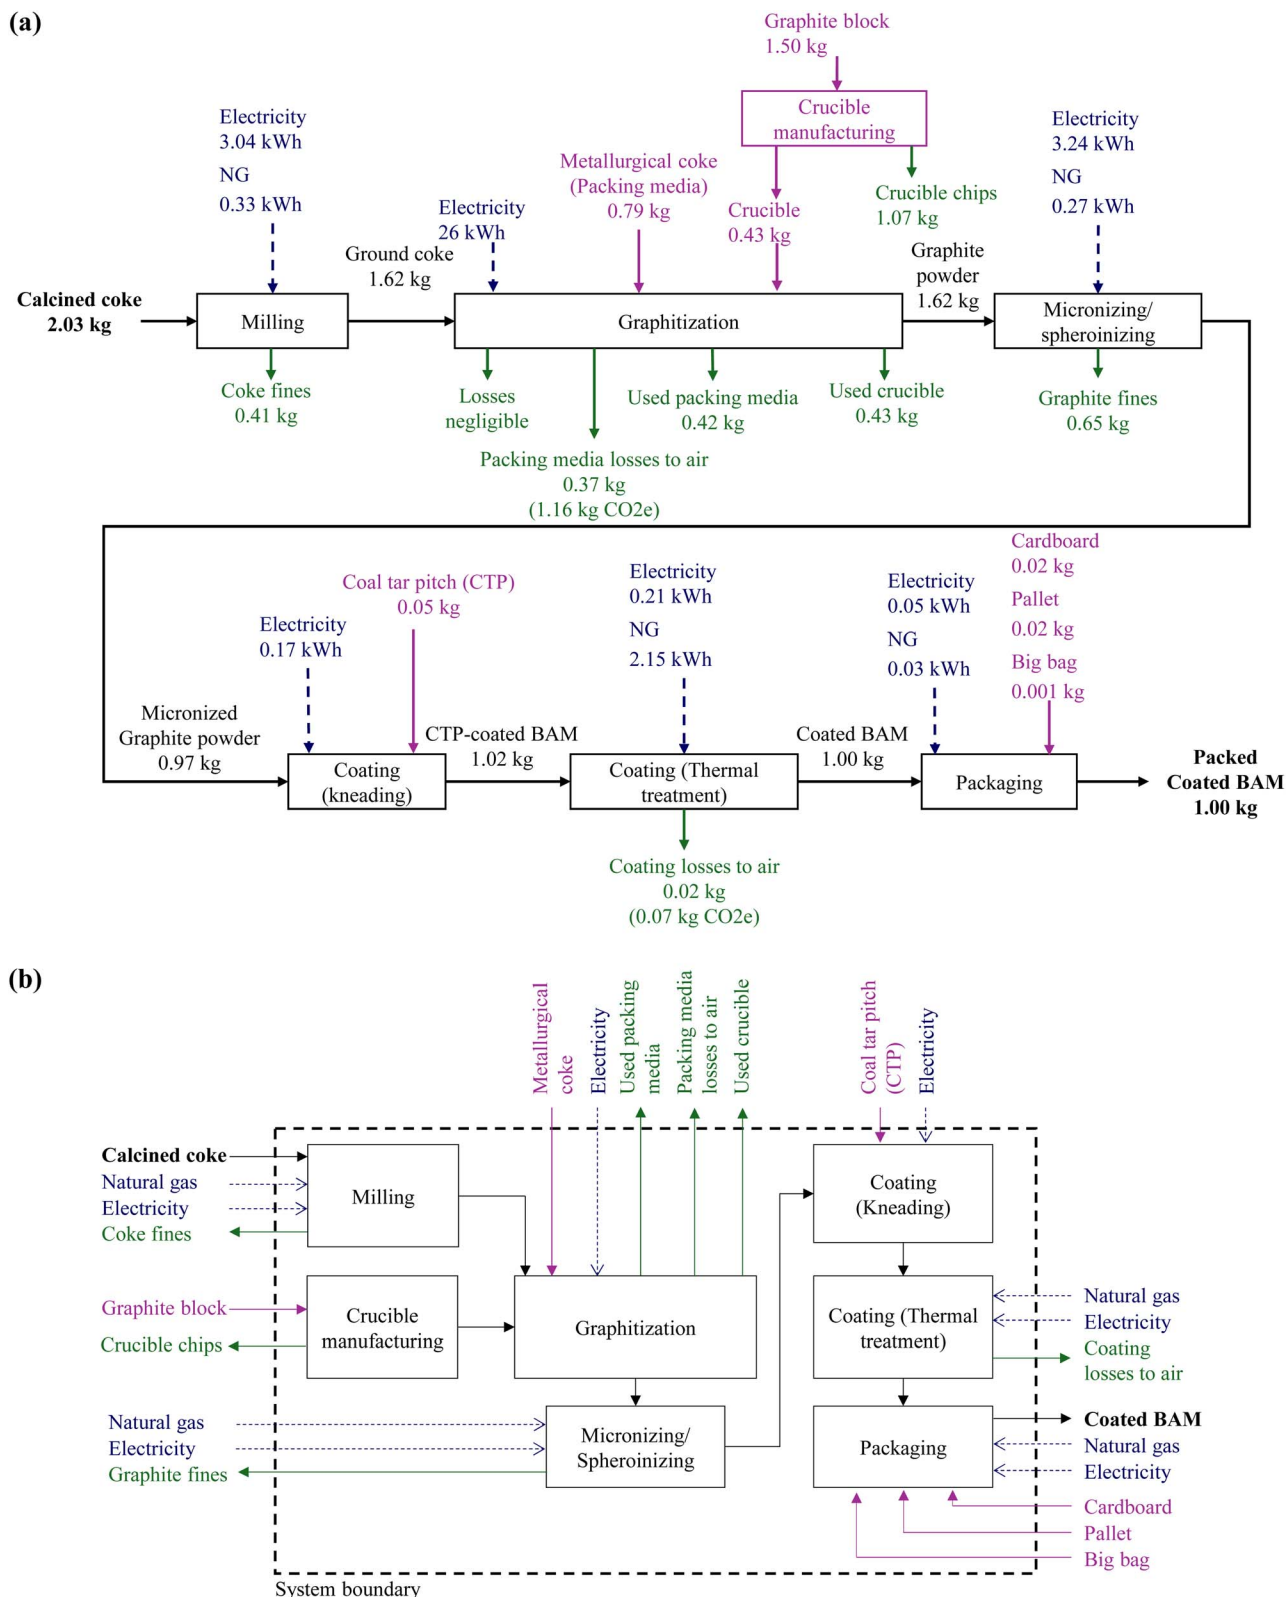 (a)
Graphite block
1.50 kg
Crucible
manufacturing
Electricity
3.04 kWh
NG
0.33 kWh
Electricity
26 kWh
Metallurgical coke
(Packing media)
0.79 kg
Crucible
0.43 kg
Crucible chips
1.07 kg
Electricity
3.24 kWh
NG
0.27 kWh
Calcined coke
2.03 kg
Milling
Ground coke
1.62 kg
Graphitization
Graphite
powder
1.62 kg
Micronizing/
spheroinizing
Coke fines
0.41 kg
Losses
negligible
Packing media losses to air
0.37 kg
(1.16 kg CO2e)
Used packing media
0.42 kg
Used crucible
0.43 kg
Graphite fines
0.65 kg
Micronized
Graphite powder
0.97 kg
Electricity
0.17 kWh
Coal tar pitch (CTP)
0.05 kg
Coating
(kneading)
CTP-coated BAM
1.02 kg
Electricity
0.21 kWh
NG
2.15 kWh
Coating (Thermal
treatment)
Coating losses to air
0.02 kg
(0.07 kg CO2e)
Coated BAM
1.00 kg
Electricity
0.05 kWh
NG
0.03 kWh
Cardboard
0.02 kg
Pallet
0.02 kg
Big bag
0.001 kg
Packaging
Packed
Coated BAM
1.00 kg
(b)
Metallurgical
coke
Electricity
Used packing
media
Packing media
losses to air
Used crucible
Coal tar pitch
(CTP)
Electricity
Calcined coke
Natural gas
Electricity
Coke fines
Milling
Graphite block
Crucible chips
Crucible
manufacturing
Graphitization
Natural gas
Electricity
Graphite fines
Micronizing/
Spheroinizing
Coating
(Kneading)
Coating (Thermal
treatment)
Natural gas
Electricity
Coating
losses to air
Packaging
Coated BAM
Natural gas
Electricity
Cardboard
Pallet
Big bag
System boundary